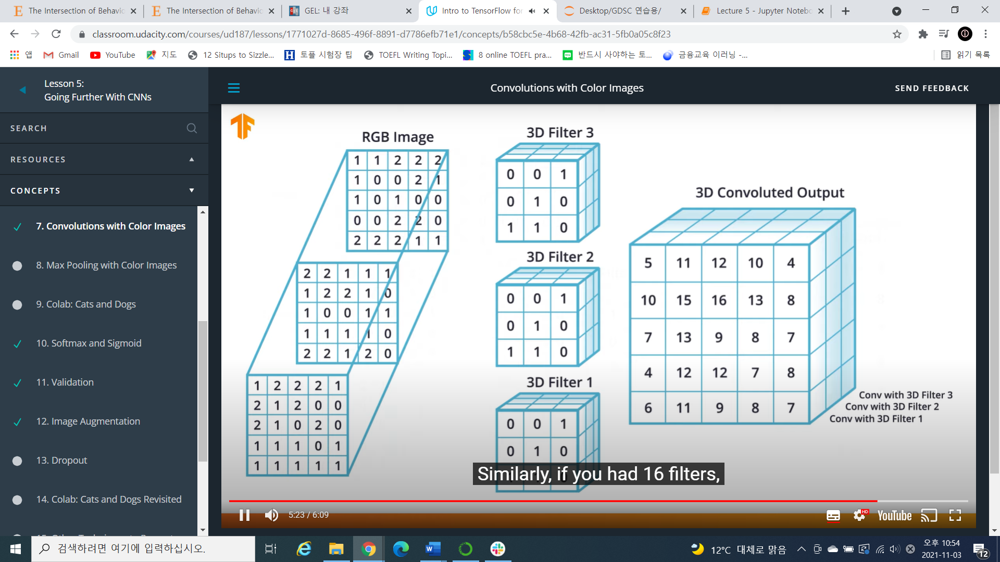 The Intersection of Behavio
The Intersection of Behavio
GEL: 내 강좌
Intro to TensorFlow for
Desktop/GDSC 연습용/
Lecture 5 - Jupyter Notebo
classroom.udacity.com/courses/ud187/lessons/1771027d-8685-496f-8891-d7786efb71e1/concepts/b58cbc5e-4b68-42fb-ac31-5fb0a05c8f23
앱
Gmail
YouTube
지도
12 Situps to Sizzle...
토플 시험장 팁
TOEFL Writing Topi...
8 online TOEFL pra...
반드시 사야하는 토...
금융교육 이러닝 -...
읽기 목록
Lesson 5:
Going Further With CNNs
SEARCH
RESOURCES
CONCEPTS
7. Convolutions with Color Images
8. Max Pooling with Color Images
9. Colab: Cats and Dogs
10. Softmax and Sigmoid
11. Validation
12. Image Augmentation
13. Dropout
14. Colab: Cats and Dogs Revisited
Convolutions with Color Images
SEND FEEDBACK
RGB Image
1 1 2 2 2
1 0 0 2 1
1 0 1 0 0
0 0 2 2 0
2 2 2 1 1
2 2 1 1 1
1 2 2 1 0
1 0 0 1 1
1 1 1 1 0
2 2 1 2 0
1 2 2 2 1
2 1 2 0 0
2 1 0 2 0
1 1 1 0 1
1 1 1 1 1
3D Filter 3
0 0 1
0 1 0
1 1 0
3D Filter 2
0 0 1
0 1 0
1 1 0
3D Filter 1
0 0 1
0 1 0
3D Convoluted Output
5 11 12 10 4
10 15 16 13 8
7 13 9 8 7
4 12 12 7 8
6 11 9 8 7
Conv with 3D Filter 3
Conv with 3D Filter 2
Conv with 3D Filter 1
Similarly, if you had 16 filters,
5:23 / 6:09
HD
YouTube
검색하려면 여기에 입력하십시오.
12°C 대체로 맑음
오후 10:54
2021-11-03
12